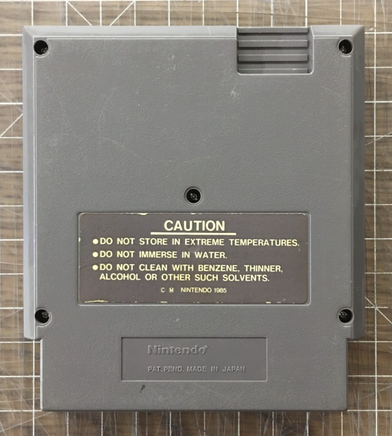 CAUTION
●DO NOT STORE IN EXTREME TEMPERATURES.
●DO NOT IMMERSE IN WATER.
●DO NOT CLEAN WITH BENZENE, THINNER,
ALCOHOL OR OTHER SUCH SOLVENTS.
C M NINTENDO 1985
Nintendo®
PAT. PEND. MADE IN JAPAN